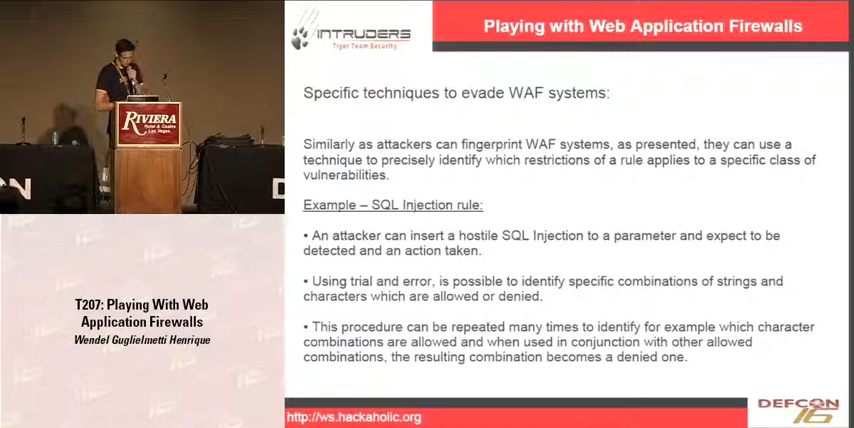 INTRUDERS
Tiger Team Security.
Playing with Web Application Firewalls
Specific techniques to evade WAF systems:
Similarly as attackers can fingerprint WAF systems, as presented, they can use a
technique to precisely identify which restrictions of a rule applies to a specific class of
vulnerabilities.
Example – SQL Injection rule:
• An attacker can insert a hostile SQL Injection to a parameter and expect to be
detected and an action taken.
• Using trial and error, is possible to identify specific combinations of strings and
characters which are allowed or denied.
• This procedure can be repeated many times to identify for example which character
combinations are allowed and when used in conjunction with other allowed
combinations, the resulting combination becomes a denied one.
http://ws.hackaholic.org
DEFCON
16
RIVIERA
Hotel & Casino
Las Vegas
CON
D
T207: Playing With Web
Application Firewalls
Wendel Guglielmetti Henrique